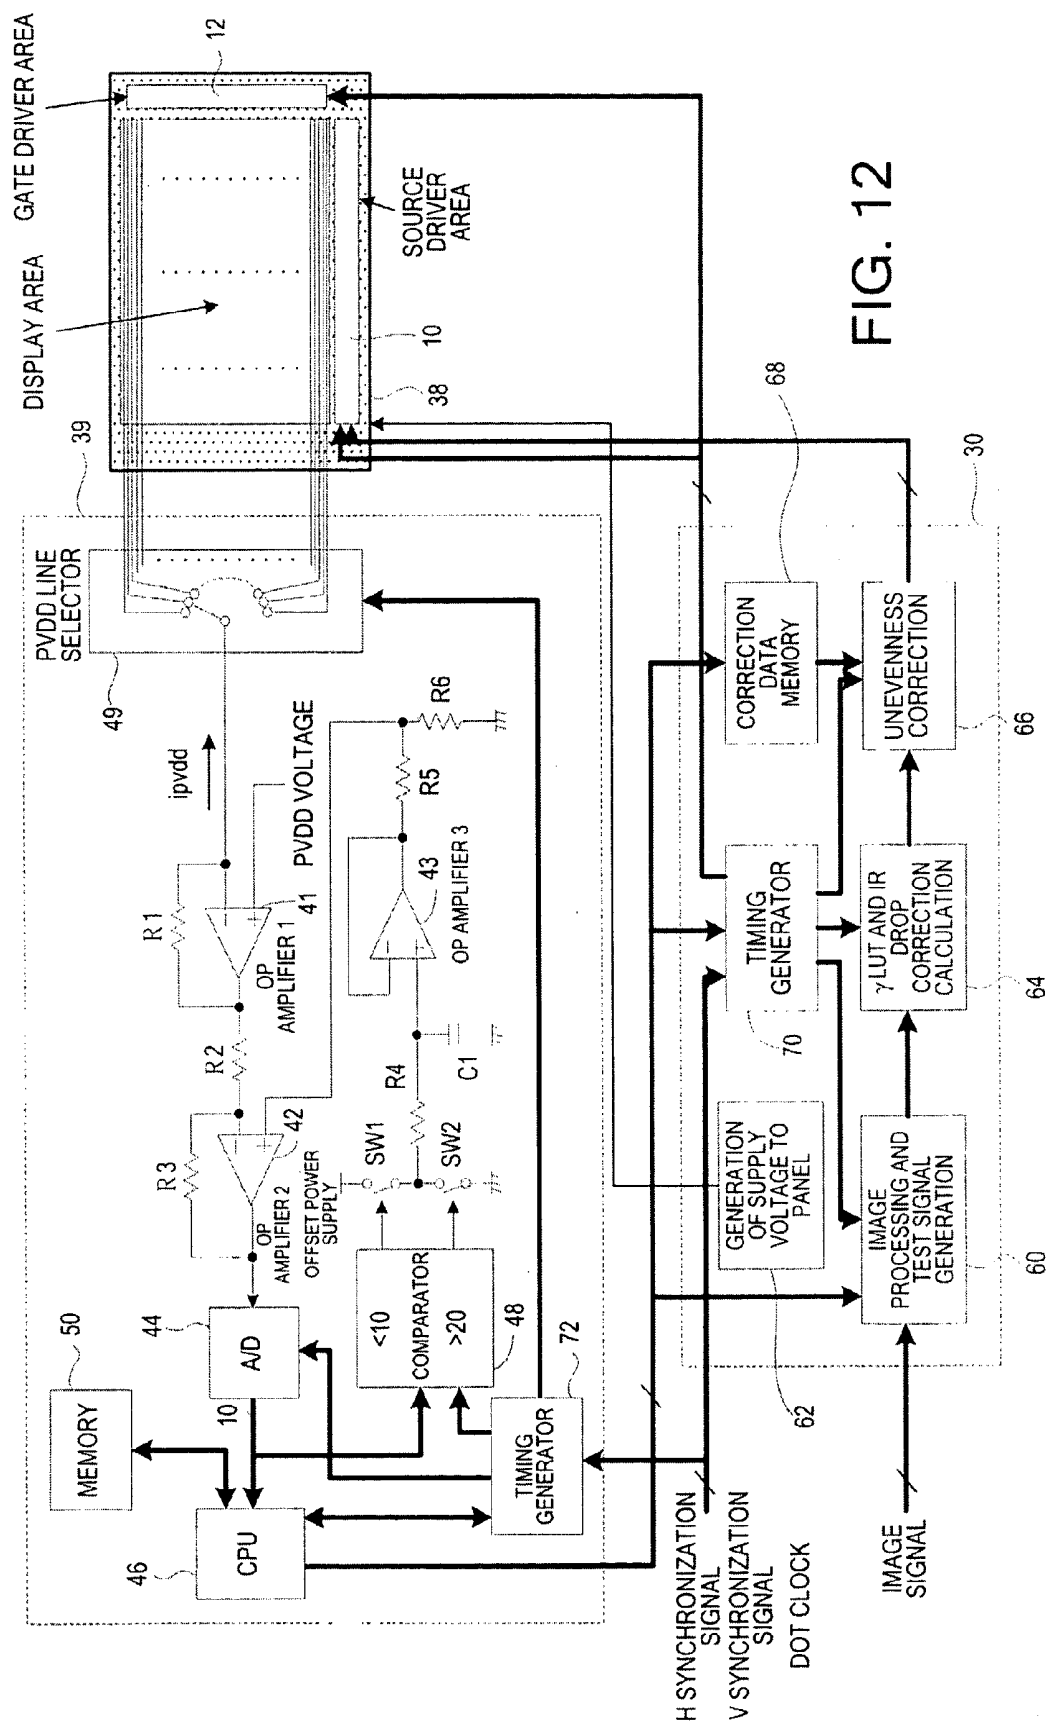 FIG. 12
DISPLAY AREA
GATE DRIVER AREA
12
SOURCE
DRIVER
AREA
10
38
39
PVDD LINE
SELECTOR
49
ipvdd
PVDD VOLTAGE
R1
41
OP
AMPLIFIER 1
R2
R3
42
OP
AMPLIFIER 2
OFFSET POWER
SUPPLY
R6
R5
OP AMPLIFIER 3
43
R4
C1
SW1
SW2
<10
COMPARATOR
>20
48
44
A/D
10
50
MEMORY
46
CPU
72
TIMING
GENERATOR
30
68
CORRECTION
DATA
MEMORY
UNEVENNESS
CORRECTION
66
TIMING
GENERATOR
70
γ LUT AND IR
DROP
CORRECTION
CALCULATION
64
GENERATION
OF SUPPLY
VOLTAGE TO
PANEL
62
IMAGE
PROCESSING AND
TEST SIGNAL
GENERATION
60
H SYNCHRONIZATION
SIGNAL
V SYNCHRONIZATION
SIGNAL
DOT CLOCK
IMAGE
SIGNAL